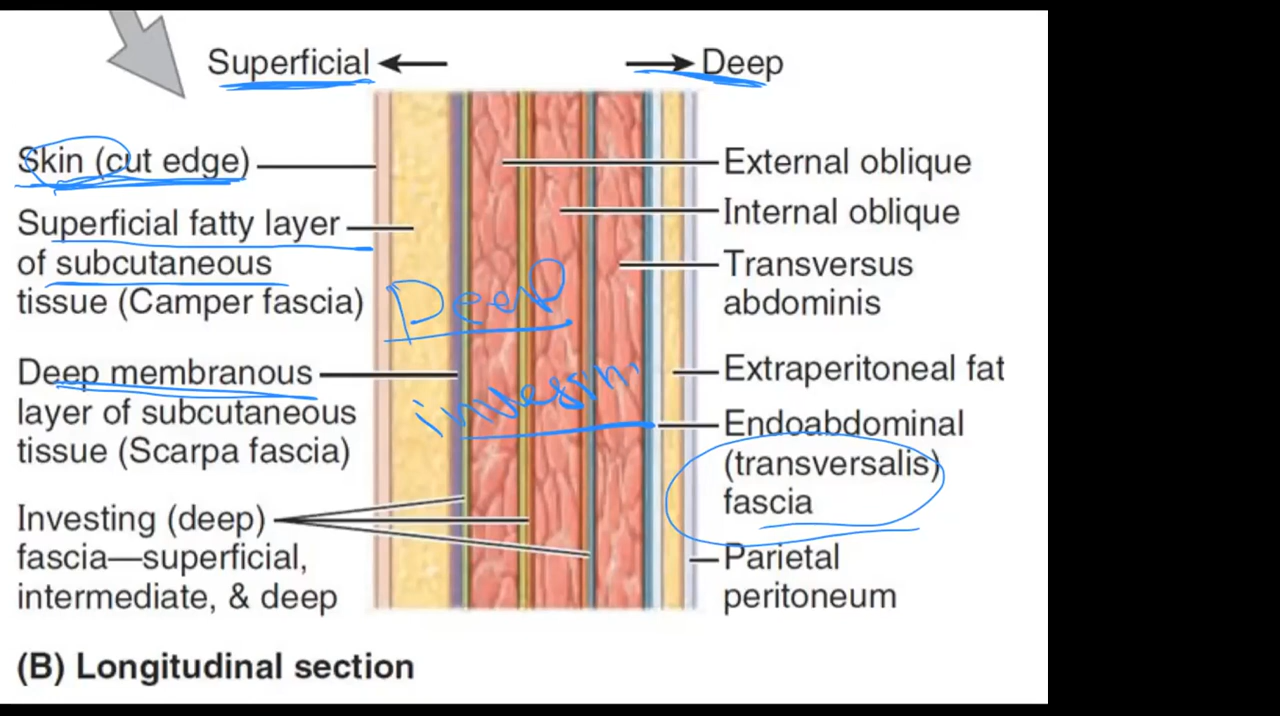 Superficial
Deep
Skin (cut edge)
Superficial fatty layer
of subcutaneous
tissue (Camper fascia)
Deep membranous
layer of subcutaneous
tissue (Scarpa fascia)
Investing (deep)
fascia—superficial,
intermediate, & deep
External oblique
Internal oblique
Transversus
abdominis
Extraperitoneal fat
Endoabdominal
(transversalis)
fascia
Parietal
peritoneum
Deep
(B) Longitudinal section